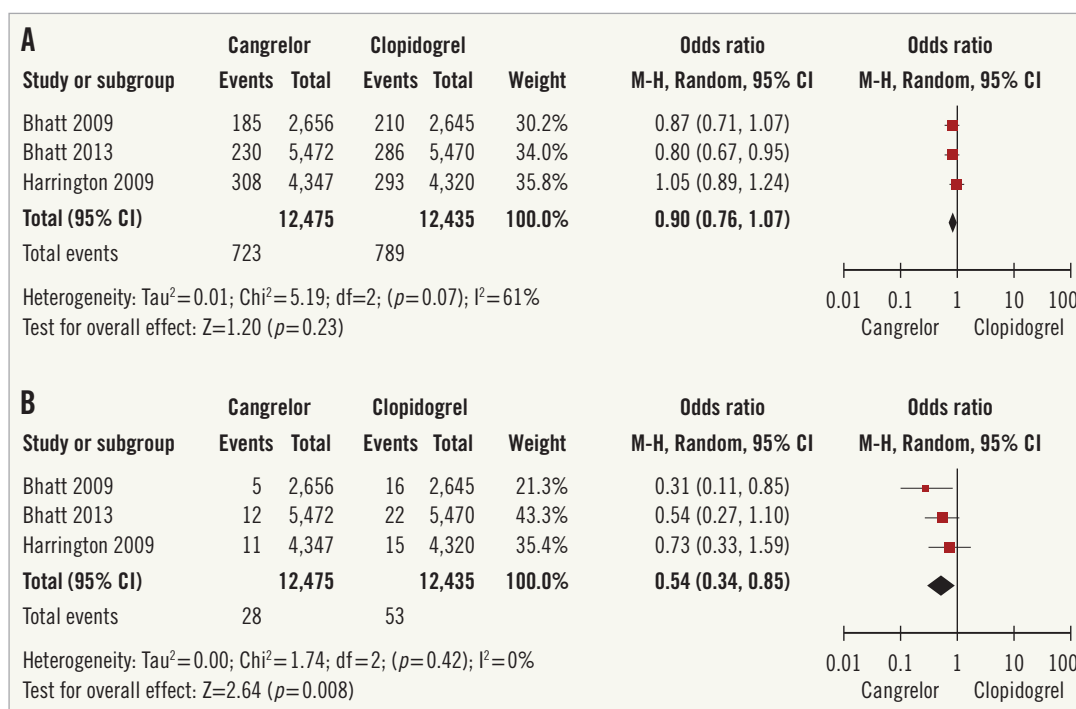 A
Cangrelor Clopidogrel Odds ratio Odds ratio
Study or subgroup Events Total Events Total Weight M-H, Random, 95% CI M-H, Random, 95% CI
Bhatt 2009 185 2,656 210 2,645 30.2% 0.87 (0.71, 1.07)
Bhatt 2013 230 5,472 286 5,470 34.0% 0.80 (0.67, 0.95)
Harrington 2009 308 4,347 293 4,320 35.8% 1.05 (0.89, 1.24)
Total (95% CI) 12,475 12,435 100.0% 0.90 (0.76, 1.07)
Total events 723 789
Heterogeneity: Tau²=0.01; Chi²=5.19; df=2; (p=0.07); I²=61%
Test for overall effect: Z=1.20 (p=0.23)
0.01 0.1 1 10 100
Cangrelor Clopidogrel
B
Cangrelor Clopidogrel Odds ratio Odds ratio
Study or subgroup Events Total Events Total Weight M-H, Random, 95% CI M-H, Random, 95% CI
Bhatt 2009 5 2,656 16 2,645 21.3% 0.31 (0.11, 0.85)
Bhatt 2013 12 5,472 22 5,470 43.3% 0.54 (0.27, 1.10)
Harrington 2009 11 4,347 15 4,320 35.4% 0.73 (0.33, 1.59)
Total (95% CI) 12,475 12,435 100.0% 0.54 (0.34, 0.85)
Total events 28 53
Heterogeneity: Tau²=0.00; Chi²=1.74; df=2; (p=0.42); I²=0%
Test for overall effect: Z=2.64 (p=0.008)
0.01 0.1 1 10 100
Cangrelor Clopidogrel